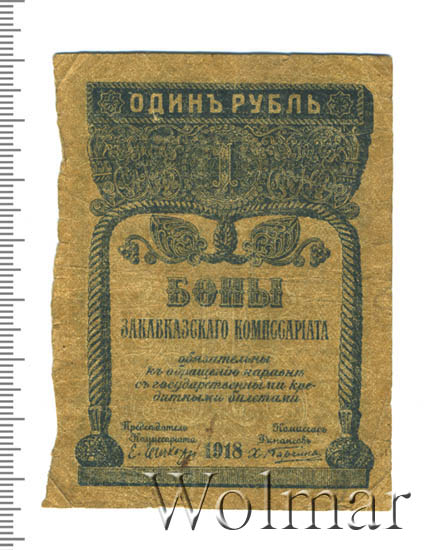 ОДИНЪ РУБЛЬ
1
БОНЫ
ЗАКАВКАЗСКАГО КОМИССАРІАТА
обязательны
къ обращенію наравнѣ
съ государственными кре-
дитными билетами
Предсѣдатель Комиссаръ
Комиссаріата Финансовъ
1918
Wolmar